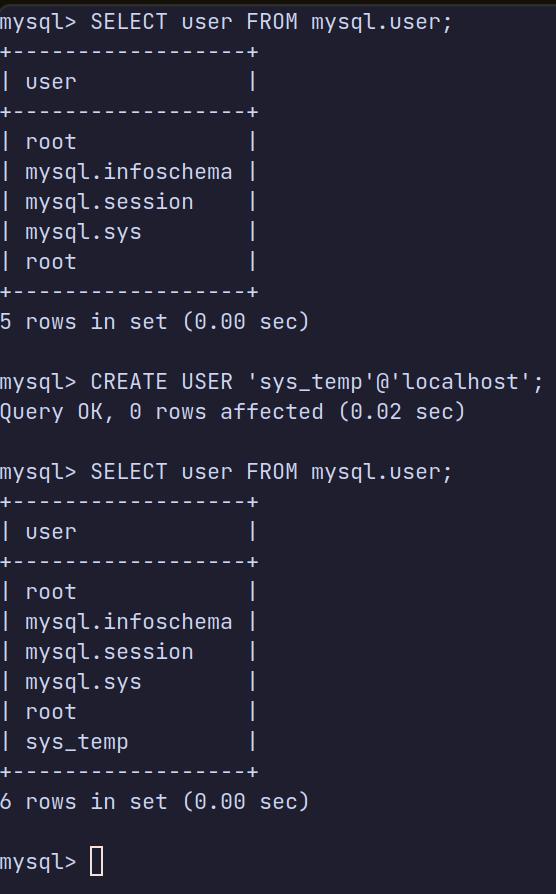 mysql> SELECT user FROM mysql.user;
+------------------+
| user             |
+------------------+
| root             |
| mysql.infoschema |
| mysql.session    |
| mysql.sys        |
| root             |
+------------------+
5 rows in set (0.00 sec)

mysql> CREATE USER 'sys_temp'@'localhost';
Query OK, 0 rows affected (0.02 sec)

mysql> SELECT user FROM mysql.user;
+------------------+
| user             |
+------------------+
| root             |
| mysql.infoschema |
| mysql.session    |
| mysql.sys        |
| root             |
| sys_temp         |
+------------------+
6 rows in set (0.00 sec)

mysql>